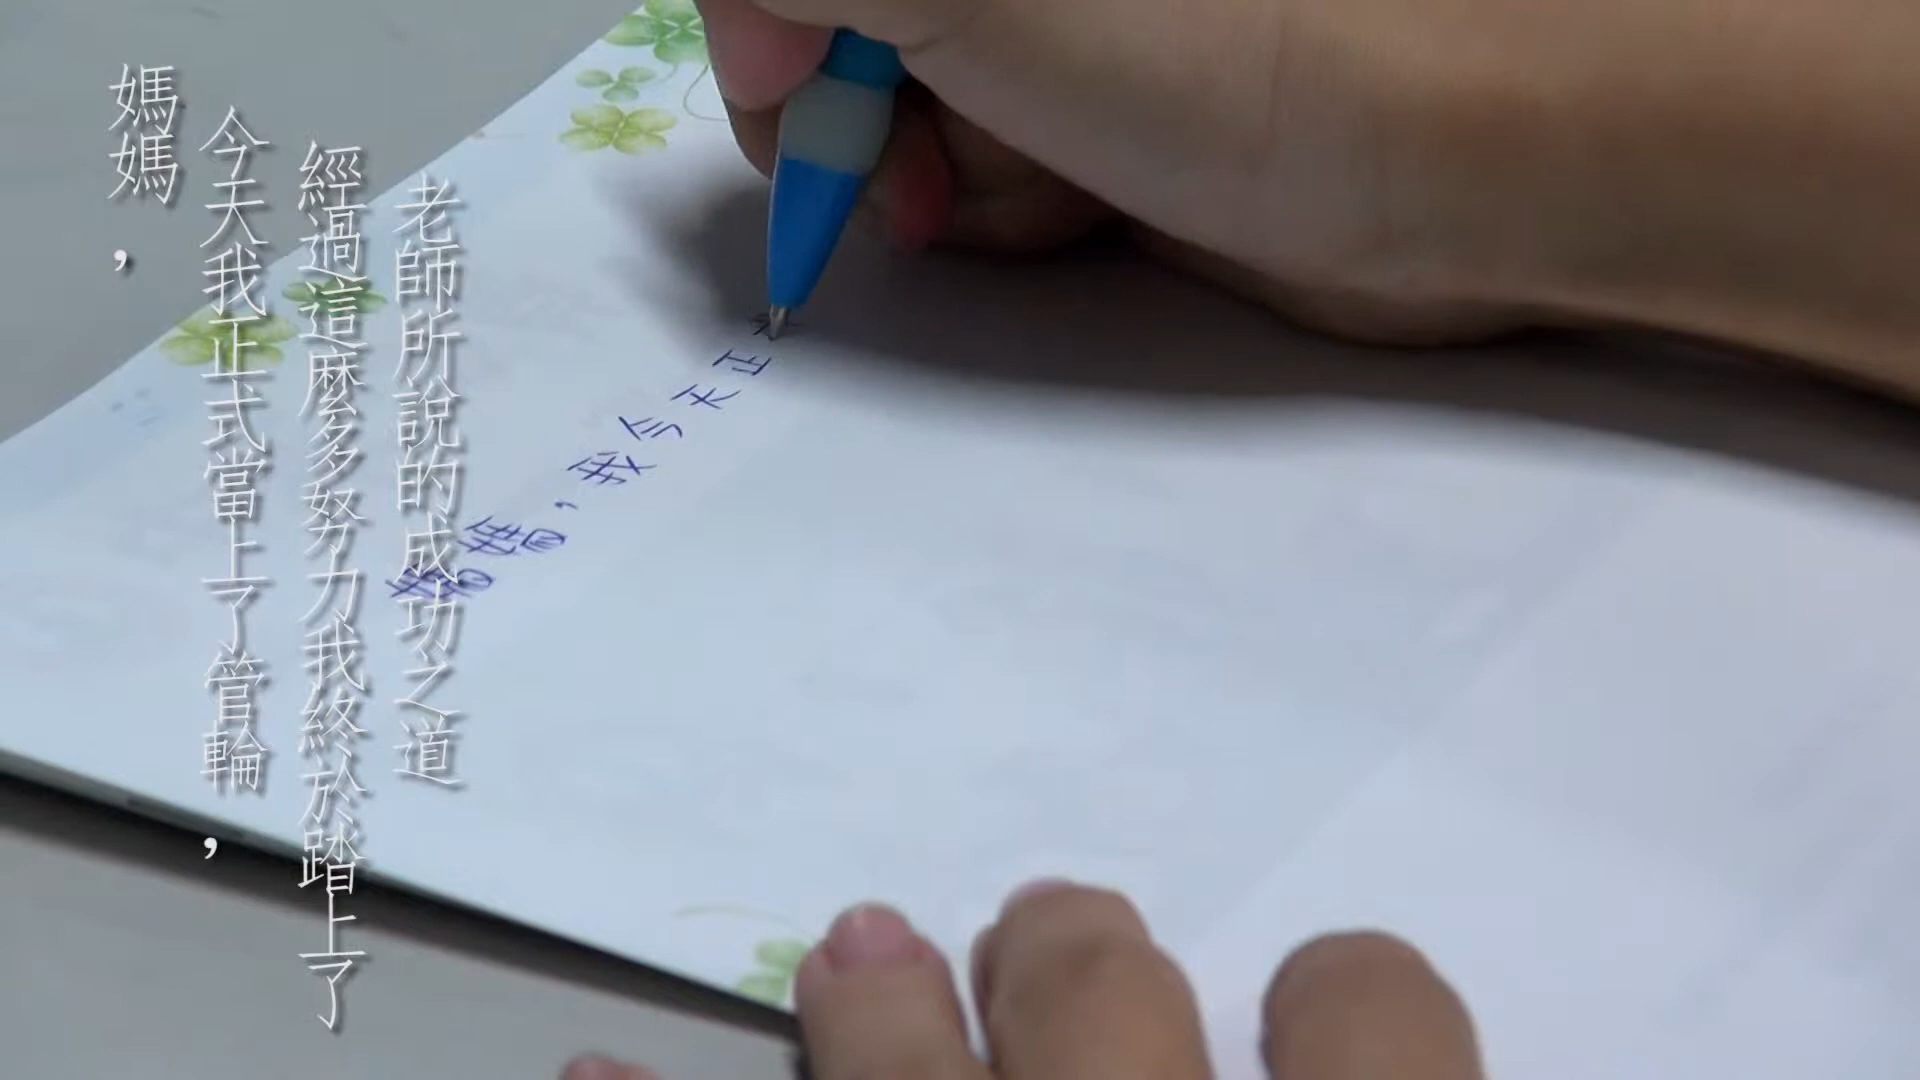 媽媽，
今天我正式當上了管輪，
經過這麼多努力我終於踏上了
老師所說的成功之道
媽媽，我今天正